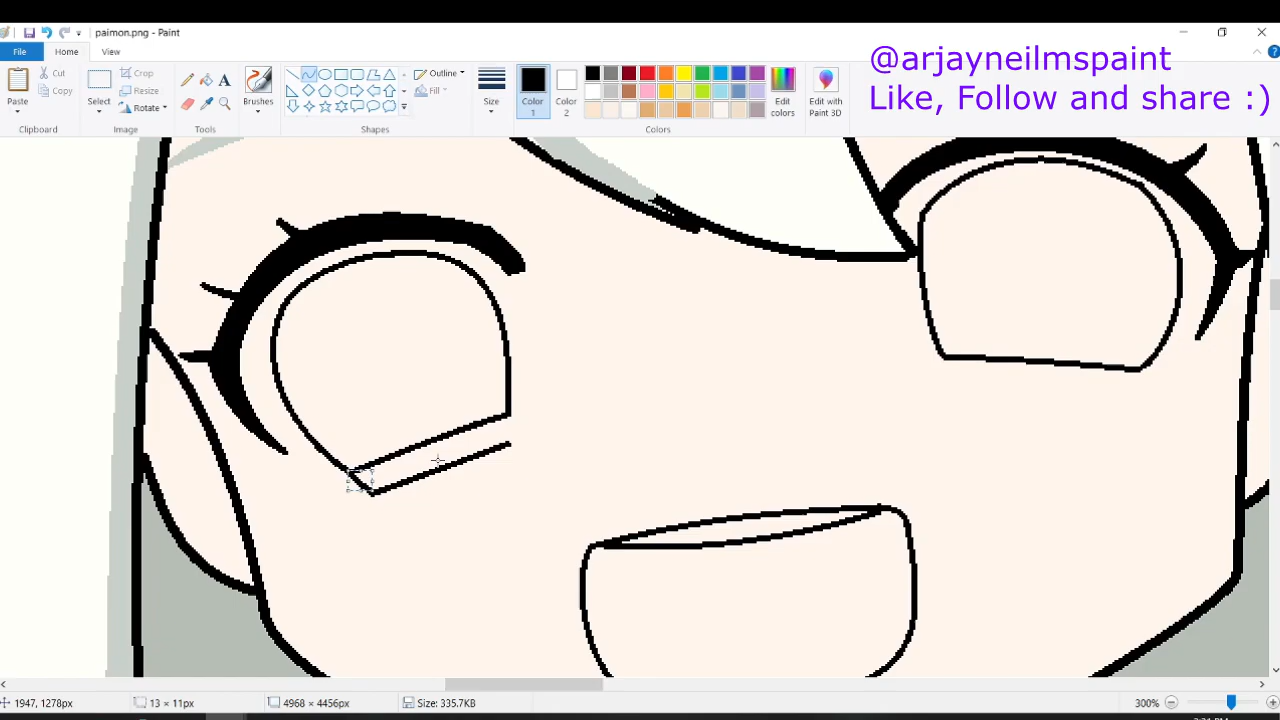 paimon.png - Paint
File Home View
@arjayneilmspaint
Like, Follow and share :)
Paste
Cut
Copy
Select
Crop
Resize
Rotate
A
Brushes
Outline
Fill
Size
Color 1
Color 2
Edit colors
Edit with Paint 3D
Clipboard Image Tools Shapes Colors
1947, 1278px 13 × 11px 4968 × 4456px Size: 335.7KB 300%